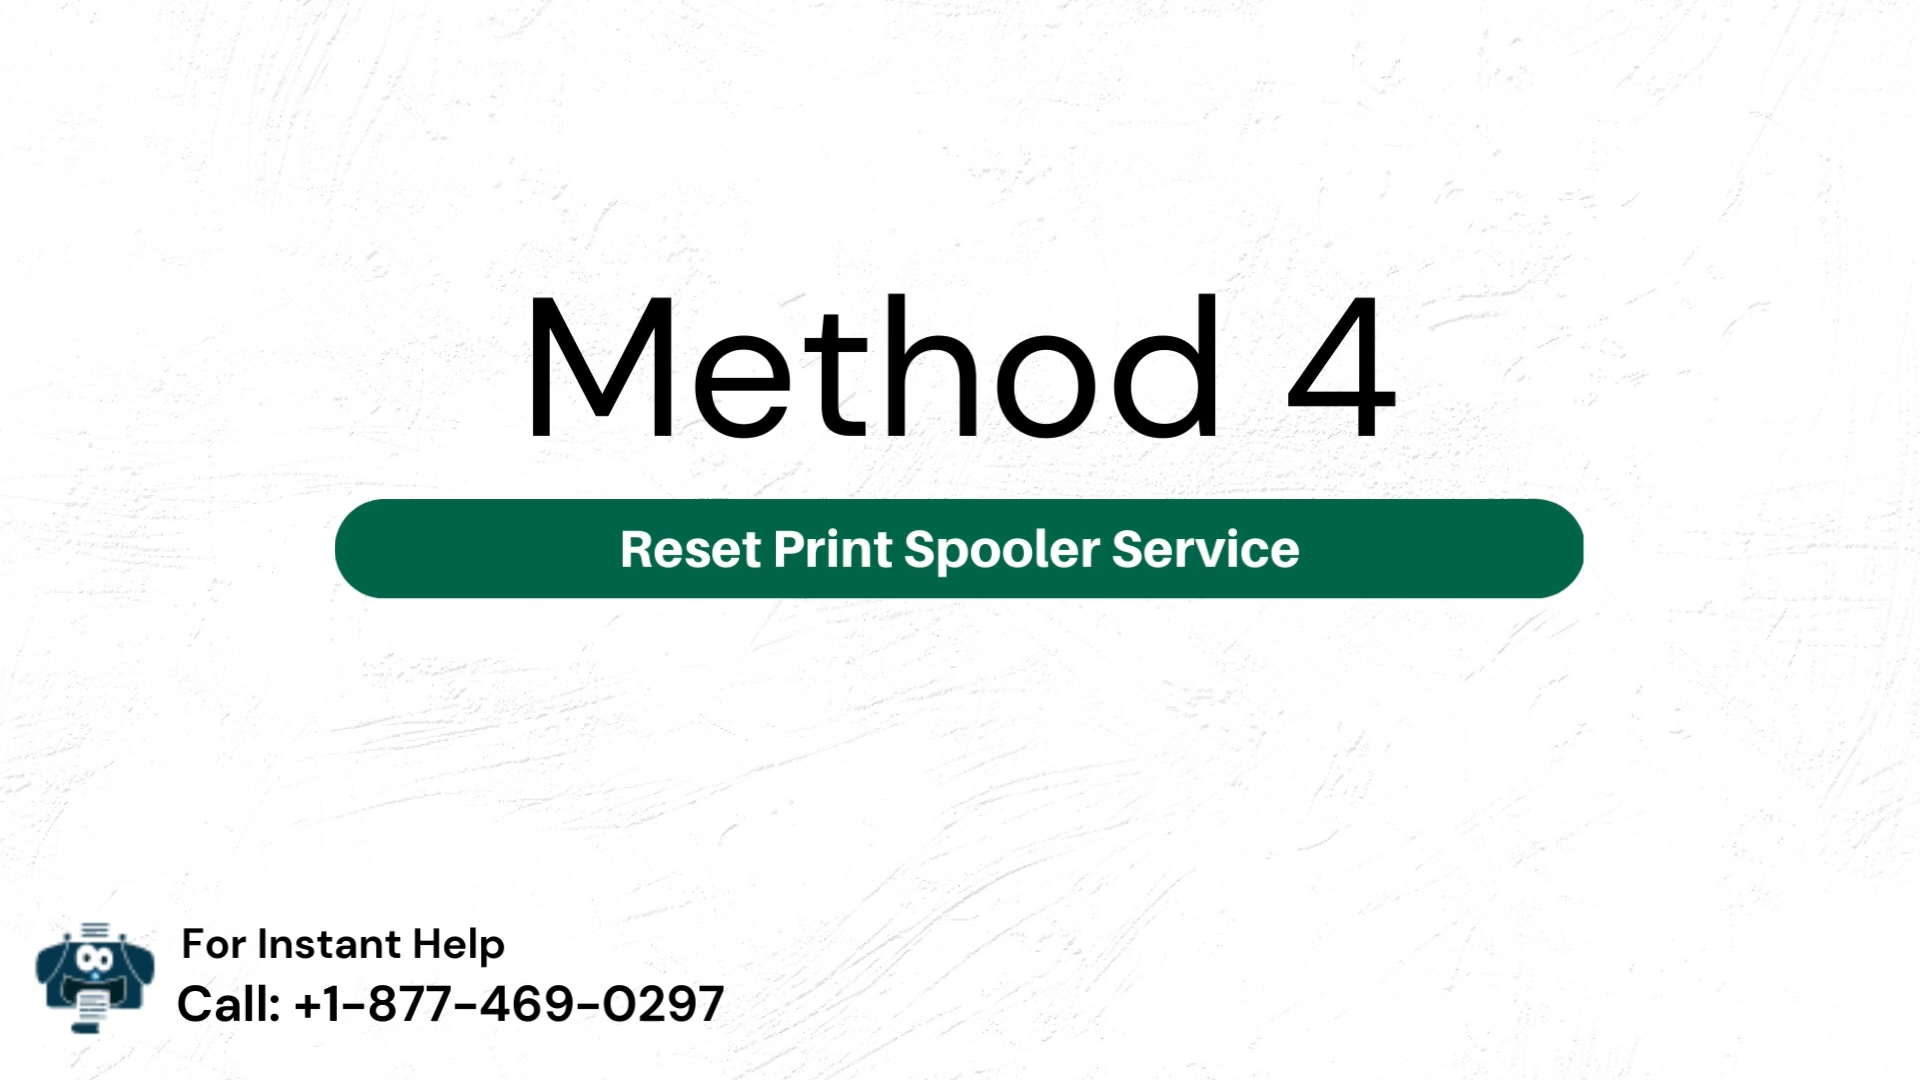 Method 4
Reset Print Spooler Service
For Instant Help
Call: +1-877-469-0297